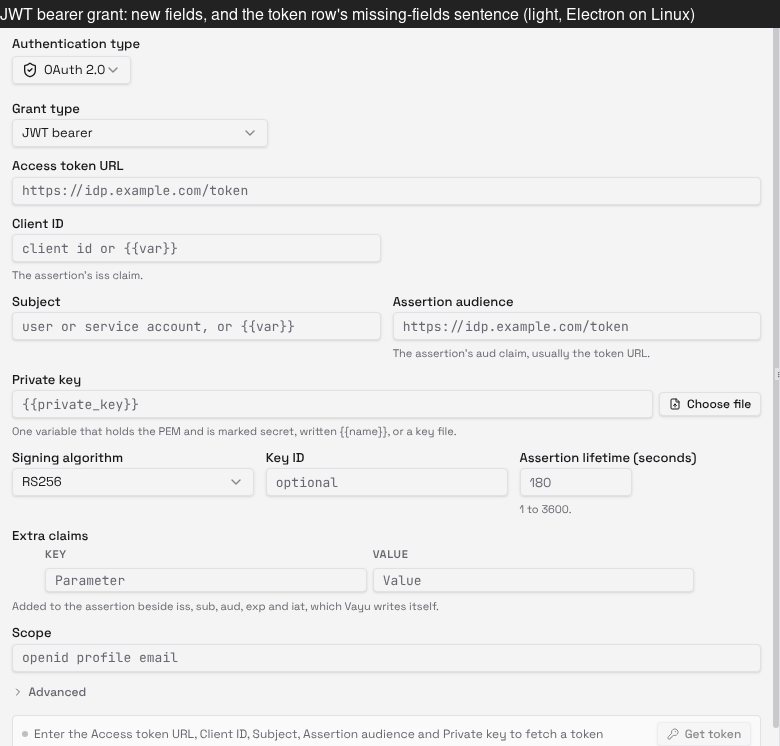 JWT bearer grant: new fields, and the token row's missing-fields sentence (light, Electron on Linux)
Authentication type
OAuth 2.0
Grant type
JWT bearer
Access token URL
https://idp.example.com/token
Client ID
client id or {{var}}
The assertion's iss claim.
Subject
Assertion audience
user or service account, or {{var}}
https://idp.example.com/token
The assertion's aud claim, usually the token URL.
Private key
{{private_key}}
Choose file
One variable that holds the PEM and is marked secret, written {{name}}, or a key file.
Signing algorithm
Key ID
Assertion lifetime (seconds)
RS256
optional
180
1 to 3600.
Extra claims
KEY
VALUE
Parameter
Value
Added to the assertion beside iss, sub, aud, exp and iat, which Vayu writes itself.
Scope
openid profile email
Advanced
Enter the Access token URL, Client ID, Subject, Assertion audience and Private key to fetch a token
Get token